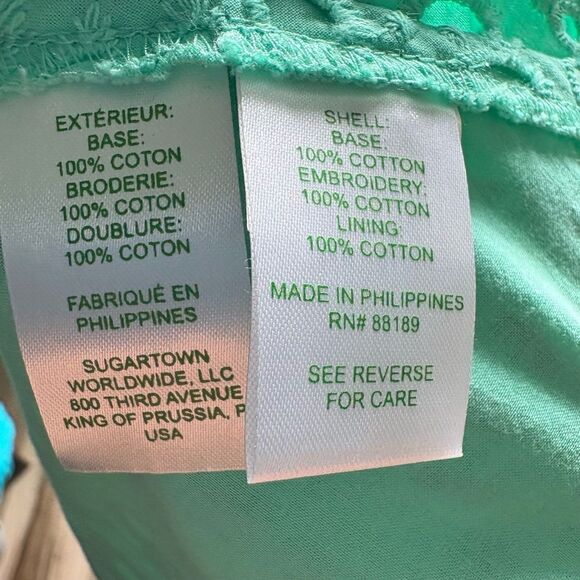 EXTÉRIEUR:
BASE:
100% COTON
BRODERIE:
100% COTON
DOUBLURE:
100% COTON
FABRIQUÉ EN
PHILIPPINES
SUGARTOWN
WORLDWIDE, LLC
800 THIRD AVENUE
KING OF PRUSSIA, P
USA
SHELL:
BASE:
100% COTTON
EMBROIDERY:
100% COTTON
LINING:
100% COTTON
MADE IN PHILIPPINES
RN# 88189
SEE REVERSE
FOR CARE